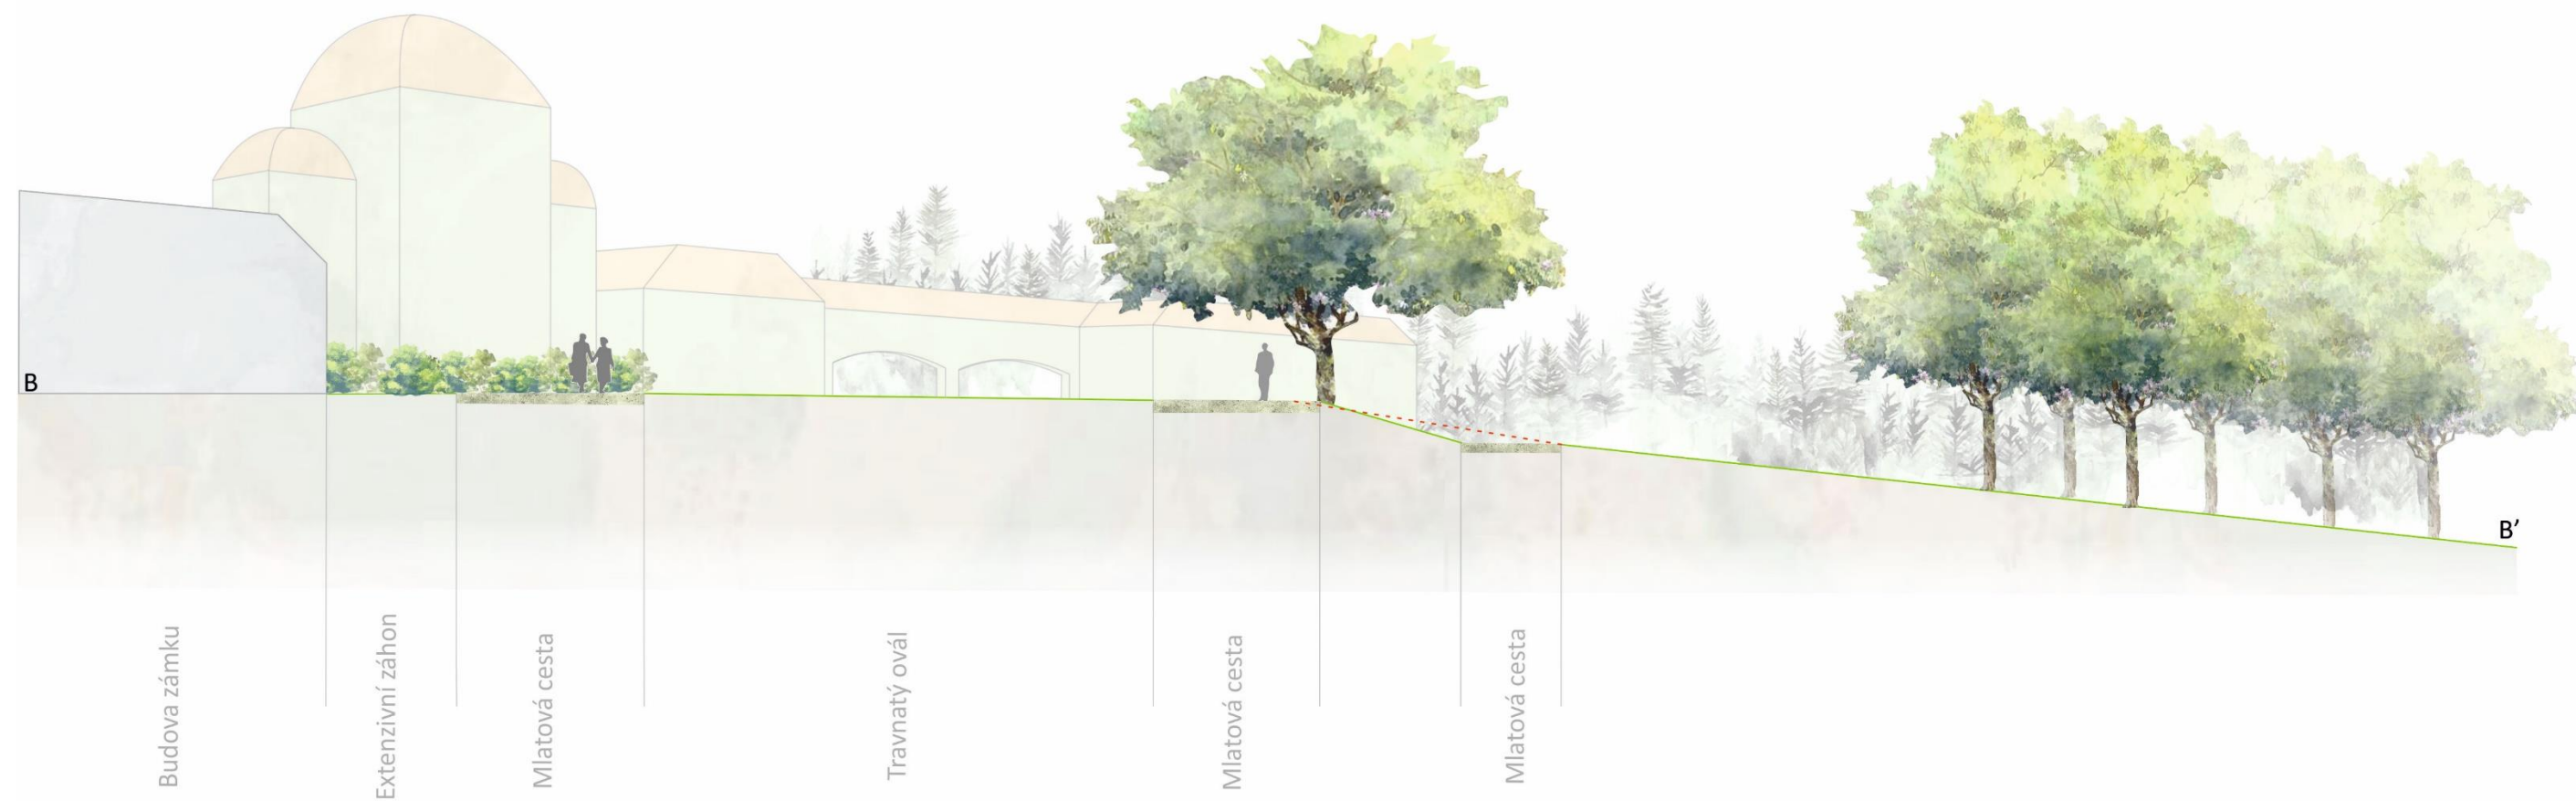 B
B’
Budova zámku
Extenzivní záhon
Mlatová cesta
Travnatý ovál
Mlatová cesta
Mlatová cesta